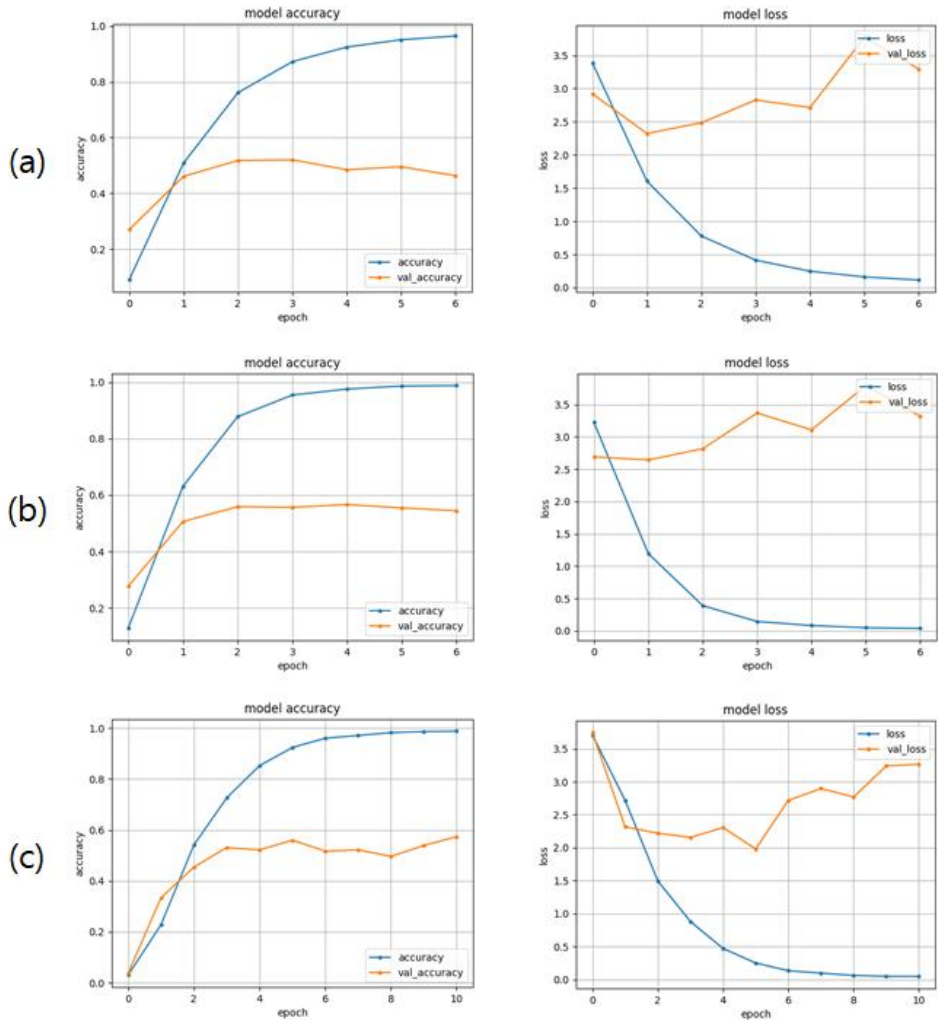 (a)
model accuracy
1.0
0.8
0.6
0.4
0.2
accuracy
0 1 2 3 4 5 6
epoch
accuracy
val_accuracy
model loss
3.5
3.0
2.5
2.0
1.5
1.0
0.5
0.0
loss
0 1 2 3 4 5 6
epoch
loss
val_loss
(b)
model accuracy
1.0
0.8
0.6
0.4
0.2
accuracy
0 1 2 3 4 5 6
epoch
accuracy
val_accuracy
model loss
3.5
3.0
2.5
2.0
1.5
1.0
0.5
0.0
loss
0 1 2 3 4 5 6
epoch
loss
val_loss
(c)
model accuracy
1.0
0.8
0.6
0.4
0.2
0.0
accuracy
0 2 4 6 8 10
epoch
accuracy
val_accuracy
model loss
3.5
3.0
2.5
2.0
1.5
1.0
0.5
0.0
loss
0 2 4 6 8 10
epoch
loss
val_loss